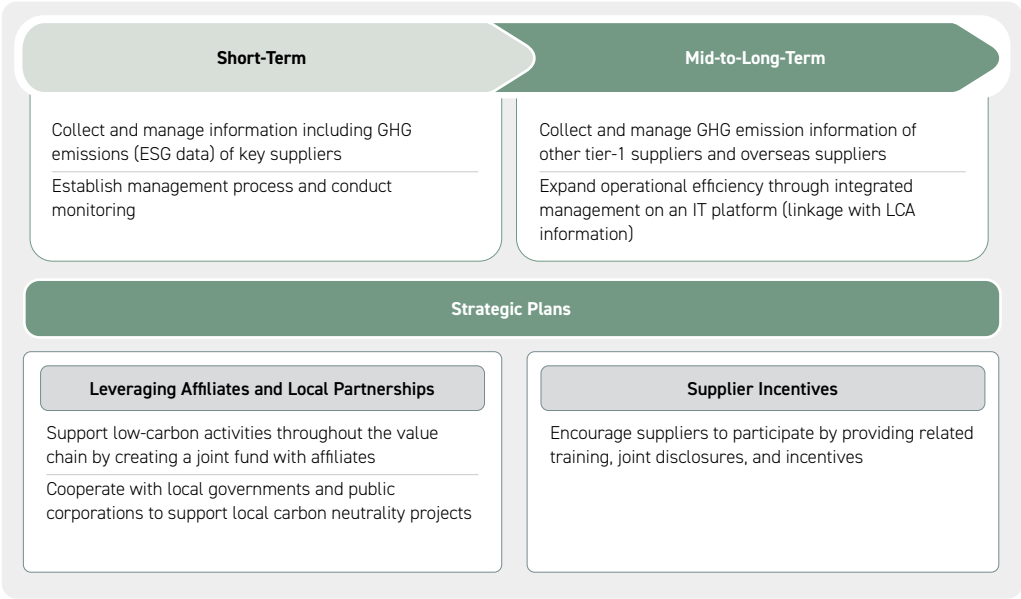 Short-Term
Mid-to-Long-Term
Collect and manage information including GHG
emissions (ESG data) of key suppliers
Establish management process and conduct
monitoring
Collect and manage GHG emission information of
other tier-1 suppliers and overseas suppliers
Expand operational efficiency through integrated
management on an IT platform (linkage with LCA
information)
Strategic Plans
Leveraging Affiliates and Local Partnerships
Support low-carbon activities throughout the value
chain by creating a joint fund with affiliates
Cooperate with local governments and public
corporations to support local carbon neutrality projects
Supplier Incentives
Encourage suppliers to participate by providing related
training, joint disclosures, and incentives